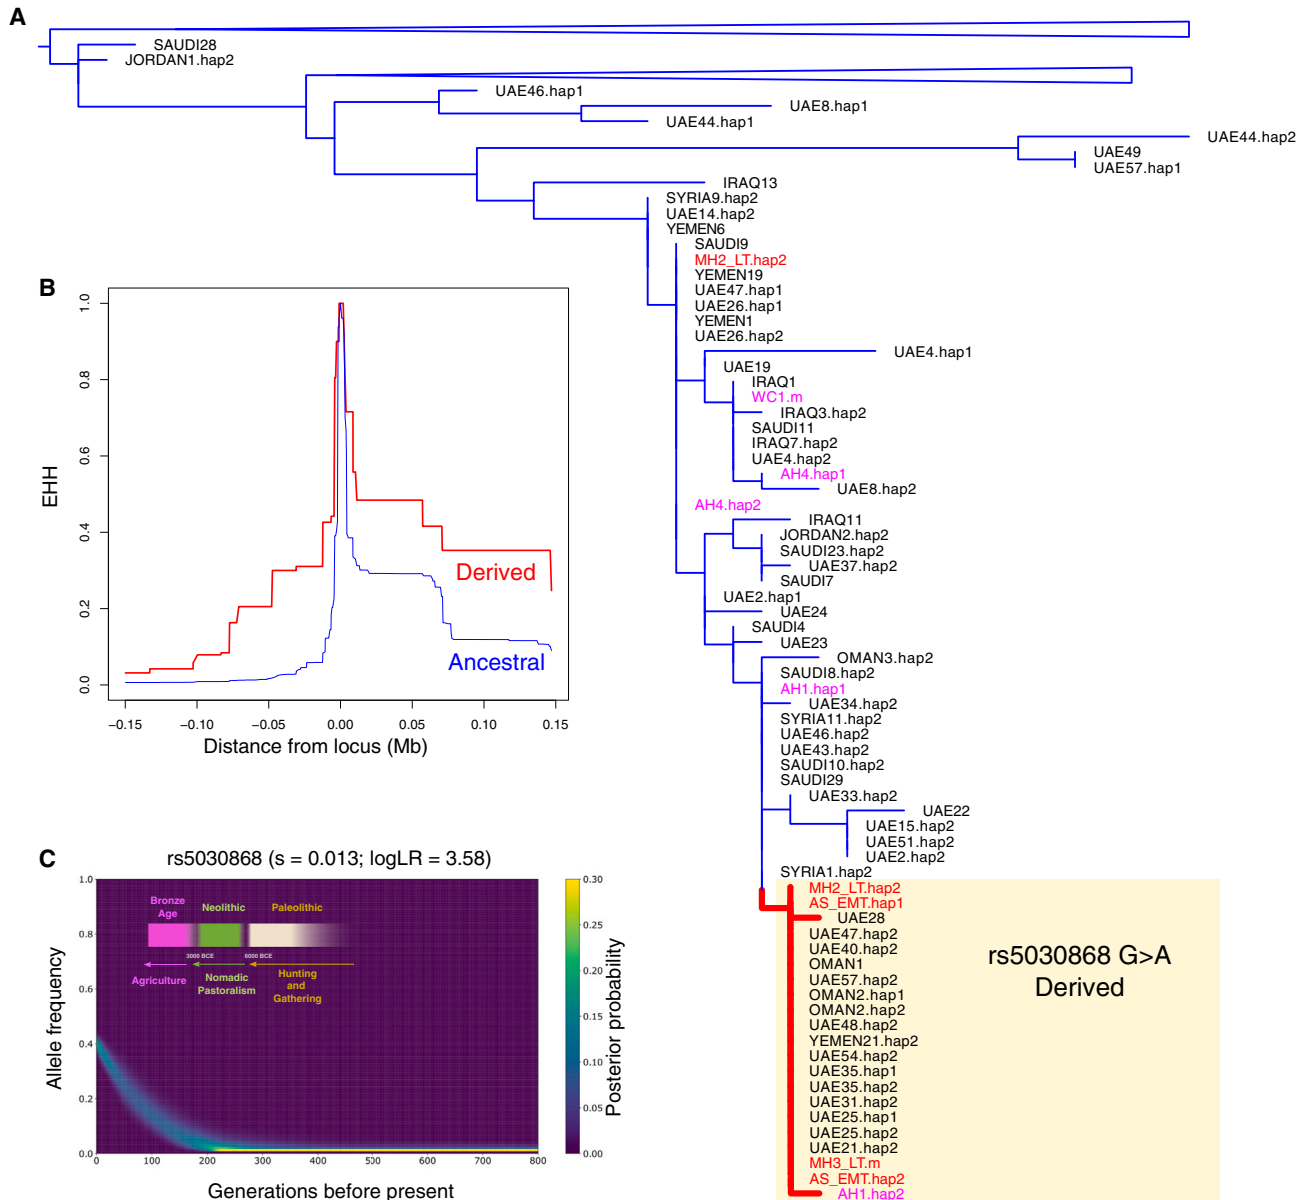 A
SAUDI28
JORDAN1.hap2
UAE46.hap1
UAE8.hap1
UAE44.hap1
UAE44.hap2
UAE49
UAE57.hap1
IRAQ13
SYRIA9.hap2
UAE14.hap2
YEMEN6
SAUDI9
MH2_LT.hap2
YEMEN19
UAE47.hap1
UAE26.hap1
YEMEN1
UAE26.hap2
UAE4.hap1
UAE19
IRAQ1
WC1.m
IRAQ3.hap2
SAUDI11
IRAQ7.hap2
UAE4.hap2
AH4.hap1
UAE8.hap2
AH4.hap2
IRAQ11
JORDAN2.hap2
SAUDI23.hap2
UAE37.hap2
SAUDI7
UAE2.hap1
UAE24
SAUDI4
UAE23
OMAN3.hap2
SAUDI8.hap2
AH1.hap1
UAE34.hap2
SYRIA11.hap2
UAE46.hap2
UAE43.hap2
SAUDI10.hap2
SAUDI29
UAE33.hap2
UAE22
UAE15.hap2
UAE51.hap2
UAE2.hap2
SYRIA1.hap2
MH2_LT.hap2
AS_EMT.hap1
UAE28
UAE47.hap2
UAE40.hap2
OMAN1
UAE57.hap2
OMAN2.hap1
OMAN2.hap2
UAE48.hap2
YEMEN21.hap2
UAE54.hap2
UAE35.hap1
UAE35.hap2
UAE31.hap2
UAE25.hap1
UAE25.hap2
UAE21.hap2
MH3_LT.m
AS_EMT.hap2
AH1.hap2
rs5030868 G>A
Derived
B
EHH
1.0
0.8
0.6
0.4
0.2
0.0
Derived
Ancestral
−0.15 −0.10 −0.05 0.00 0.05 0.10 0.15
Distance from locus (Mb)
C
rs5030868 (s = 0.013; logLR = 3.58)
Allele frequency
1.0
0.8
0.6
0.4
0.2
0.0
Bronze
Age
Neolithic
Paleolithic
3000 BCE
6000 BCE
Agriculture
Nomadic
Pastoralism
Hunting
and
Gathering
0 100 200 300 400 500 600 700 800
Generations before present
0.30
0.25
0.20
0.15
0.10
0.05
0.00
Posterior probability